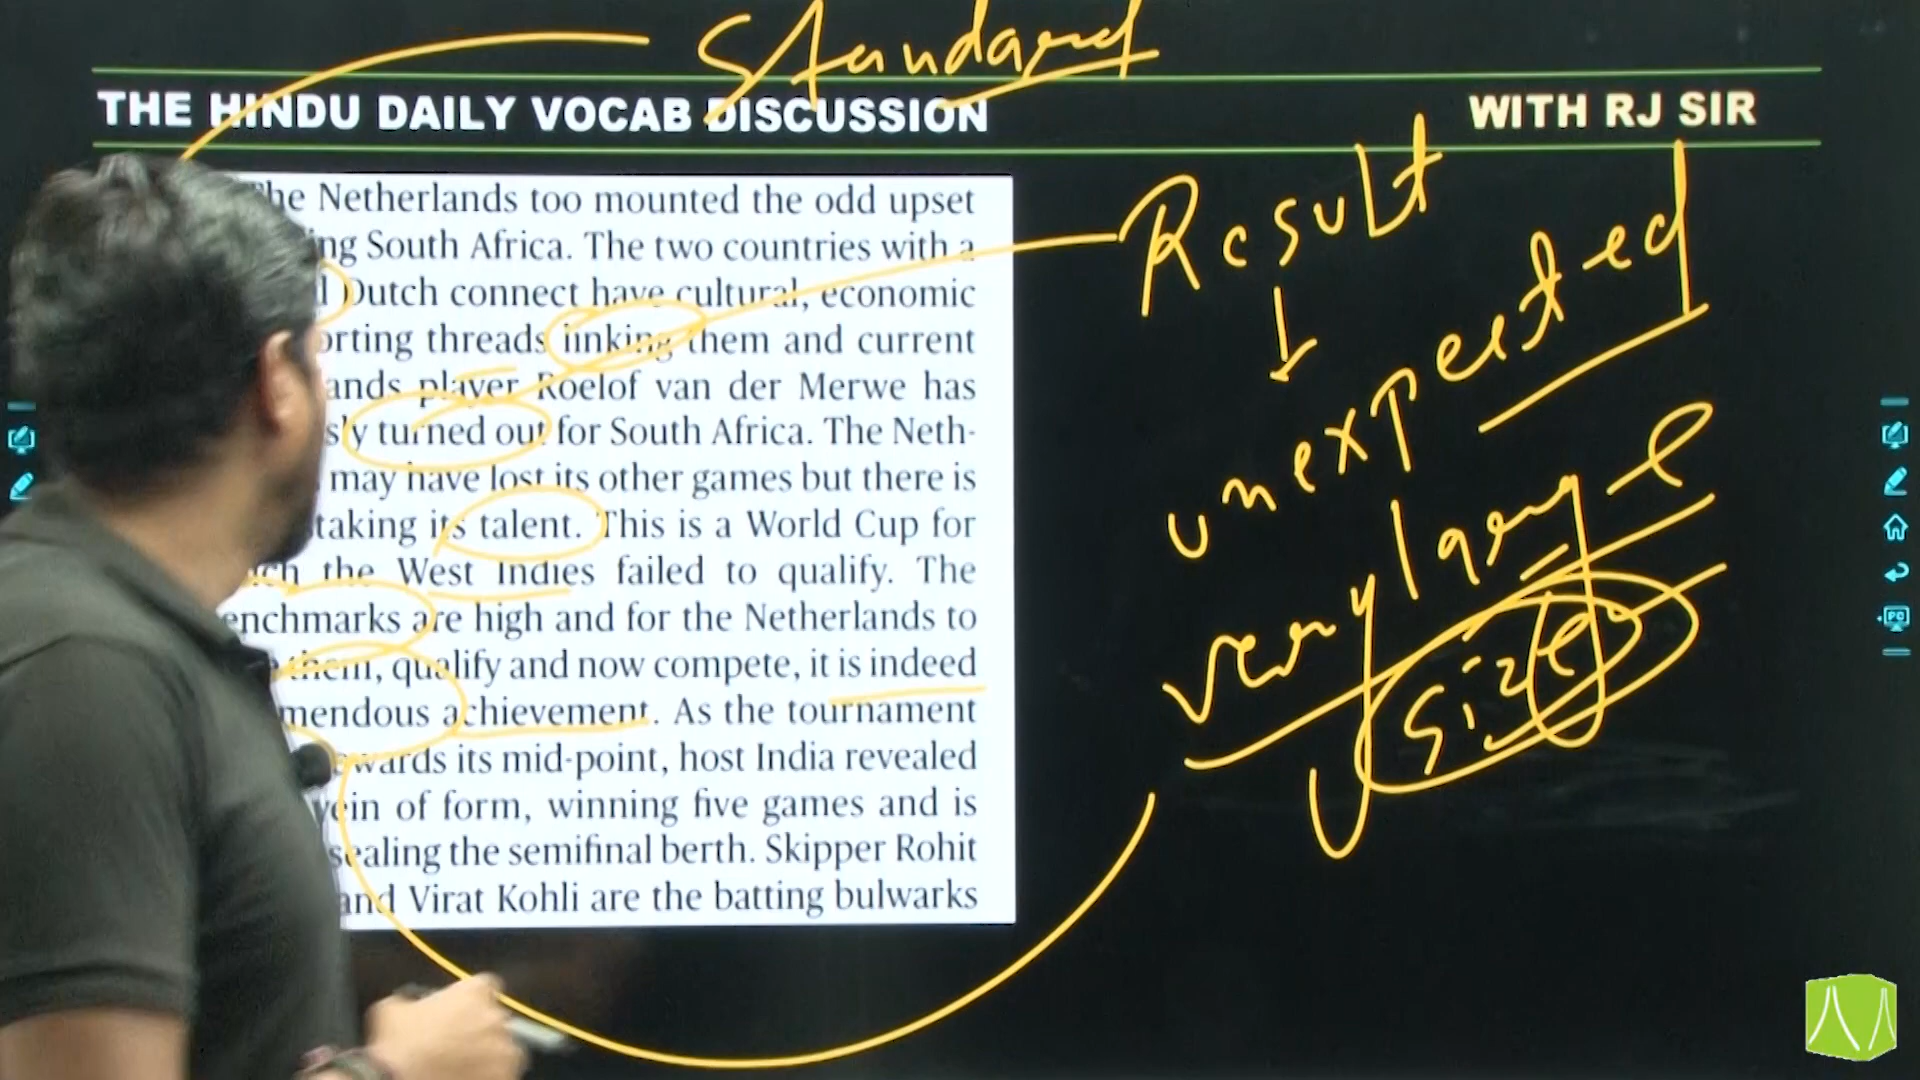 Standard
THE HINDU DAILY VOCAB DISCUSSION
WITH RJ SIR
he Netherlands too mounted the odd upset
ing South Africa. The two countries with a
l Dutch connect have cultural, economic
orting threads linking them and current
ands player Roelof van der Merwe has
sly turned out for South Africa. The Neth-
may have lost its other games but there is
taking its talent. This is a World Cup for
ch the West Indies failed to qualify. The
enchmarks are high and for the Netherlands to
them, qualify and now compete, it is indeed
mendous achievement. As the tournament
wards its mid-point, host India revealed
vein of form, winning five games and is
sealing the semifinal berth. Skipper Rohit
and Virat Kohli are the batting bulwarks
Result
unexpected
very large
Size
PC